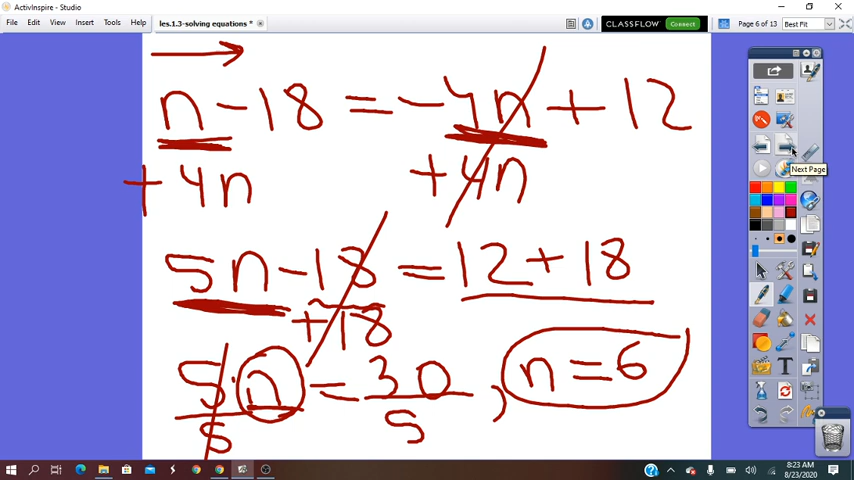 ActivInspire - Studio
File Edit View Insert Tools Help
les.1.3-solving equations *
CLASSFLOW Connect
Page 6 of 13
Best Fit
n - 18 = -4n + 12
+ 4n + 4n
Next Page
5n - 18 = 12 + 18
+ 18
5·n = 30 , n = 6
5 5
T
8:23 AM
8/23/2020